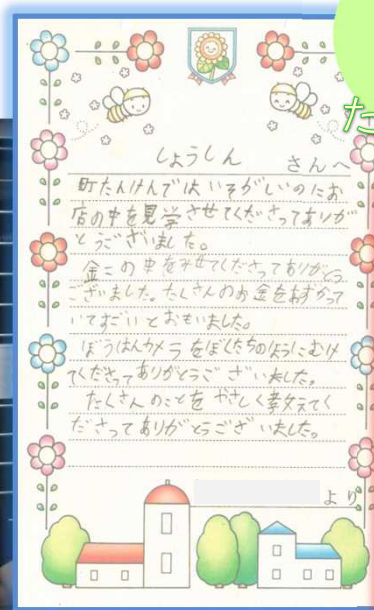 た
しょうしん さんへ
町たんけんではいそがしいのにお
店の中を見学させてくださってありが
とうございました。
金この中をみせてくださってありがとう
ございました。たくさんのお金をあずかって
いてすごいとおもいました。
ぼうはんカメラをぼくたちのほうにむけ
てくださってありがとうございました。
たくさんのことをやさしく教えてく
ださってありがとうございました。
より